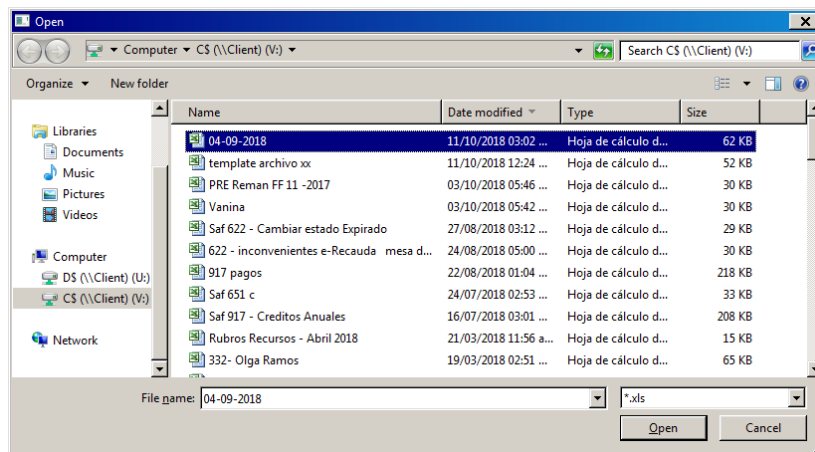 Open
Computer C$ (\\Client) (V:) Search C$ (\\Client) (V:)
Organize New folder
Name Date modified Type Size
Libraries
Documents
Music
Pictures
Videos
Computer
D$ (\\Client) (U:)
C$ (\\Client) (V:)
Network
04-09-2018 11/10/2018 03:02 ... Hoja de cálculo d... 62 KB
template archivo xx 11/10/2018 12:24 ... Hoja de cálculo d... 52 KB
PRE Reman FF 11 -2017 03/10/2018 05:46 ... Hoja de cálculo d... 30 KB
Vanina 03/10/2018 05:42 ... Hoja de cálculo d... 30 KB
Saf 622 - Cambiar estado Expirado 27/08/2018 03:12 ... Hoja de cálculo d... 29 KB
622 - inconvenientes e-Recauda mesa d... 24/08/2018 05:00 ... Hoja de cálculo d... 30 KB
917 pagos 22/08/2018 01:04 ... Hoja de cálculo d... 218 KB
Saf 651 c 24/07/2018 02:53 ... Hoja de cálculo d... 33 KB
Saf 917 - Creditos Anuales 16/07/2018 03:01 ... Hoja de cálculo d... 208 KB
Rubros Recursos - Abril 2018 21/03/2018 11:56 a... Hoja de cálculo d... 15 KB
332- Olga Ramos 19/03/2018 02:51 ... Hoja de cálculo d... 65 KB
File name: 04-09-2018 *.xls
Open Cancel